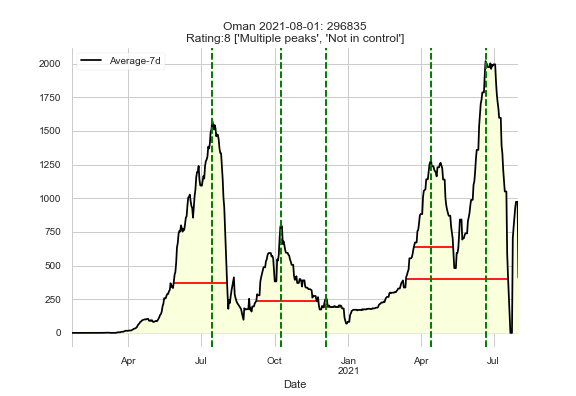 Oman 2021-08-01: 296835
Rating:8 ['Multiple peaks', 'Not in control']
Average-7d
2000
1750
1500
1250
1000
750
500
250
0
Apr
Jul
Oct
Jan
2021
Apr
Jul
Date